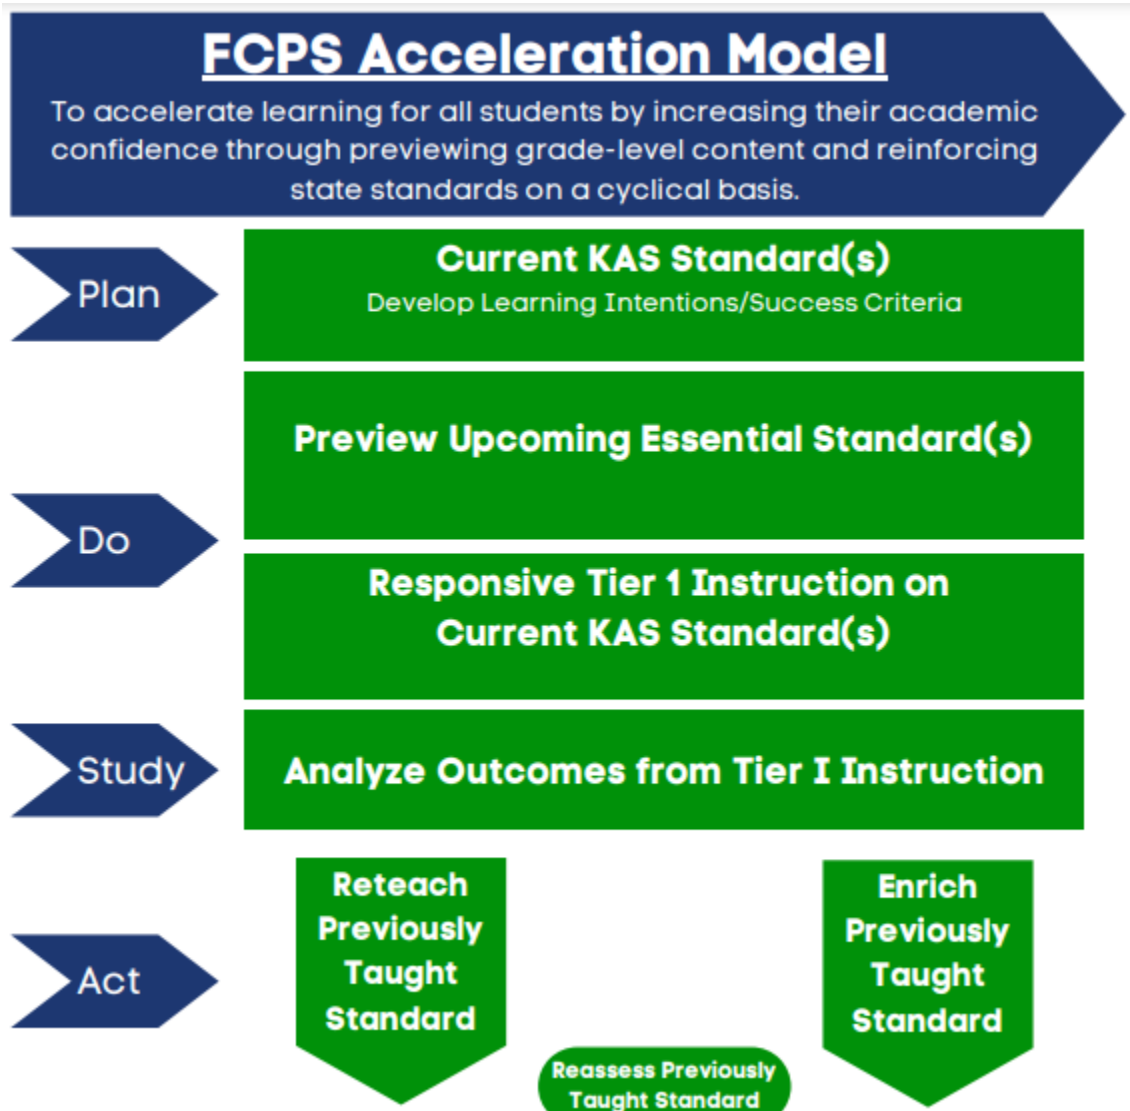 FCPS Acceleration Model
To accelerate learning for all students by increasing their academic
confidence through previewing grade-level content and reinforcing
state standards on a cyclical basis.
Plan
Current KAS Standard(s)
Develop Learning Intentions/Success Criteria
Preview Upcoming Essential Standard(s)
Do
Responsive Tier 1 Instruction on
Current KAS Standard(s)
Study
Analyze Outcomes from Tier I Instruction
Act
Reteach
Previously
Taught
Standard
Enrich
Previously
Taught
Standard
Reassess Previously
Taught Standard